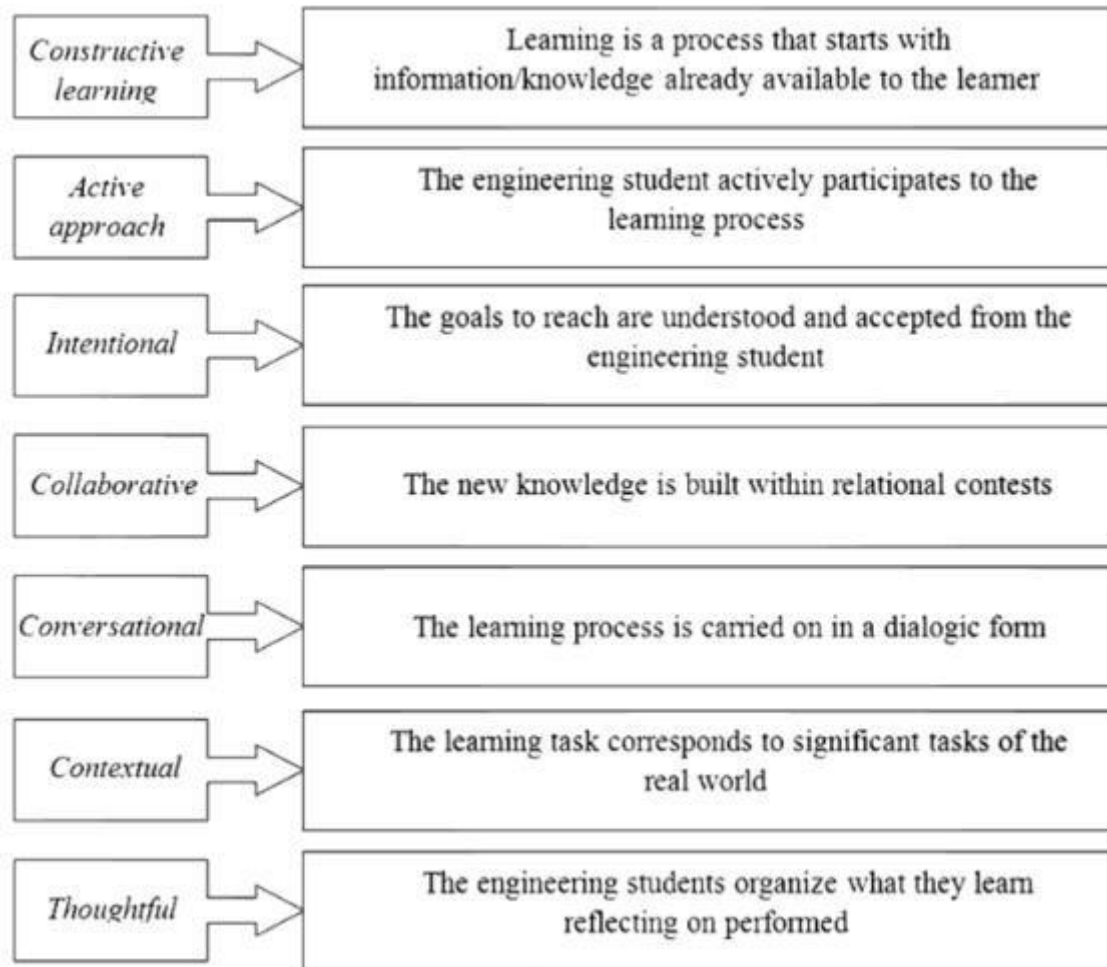 Constructive
learning
Learning is a process that starts with
information/knowledge already available to the learner
Active
approach
The engineering student actively participates to the
learning process
Intentional
The goals to reach are understood and accepted from the
engineering student
Collaborative
The new knowledge is built within relational contests
Conversational
The learning process is carried on in a dialogic form
Contextual
The learning task corresponds to significant tasks of the
real world
Thoughtful
The engineering students organize what they learn
reflecting on performed